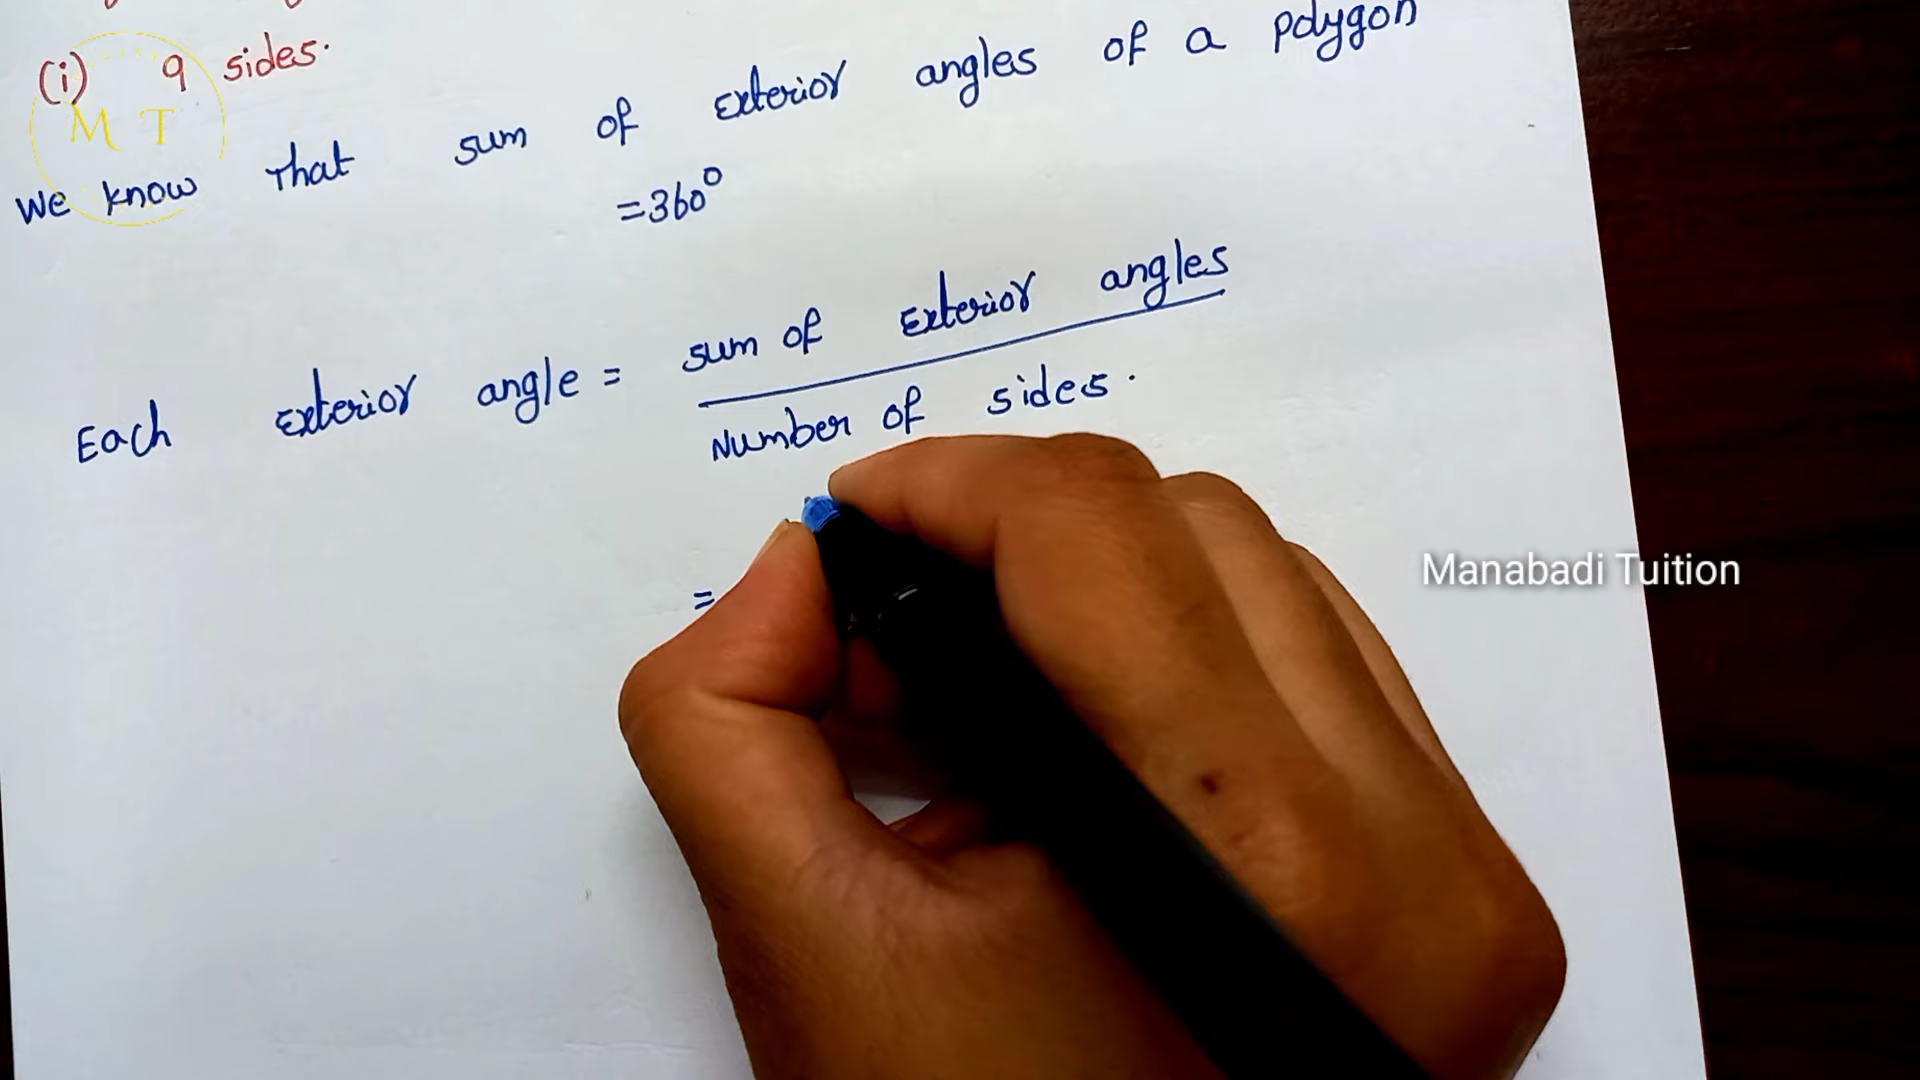 (i) 9 sides.
M T
We know that sum of exterior angles of a polygon
=360°
Each exterior angle = sum of exterior angles
Number of sides.
=
Manabadi Tuition